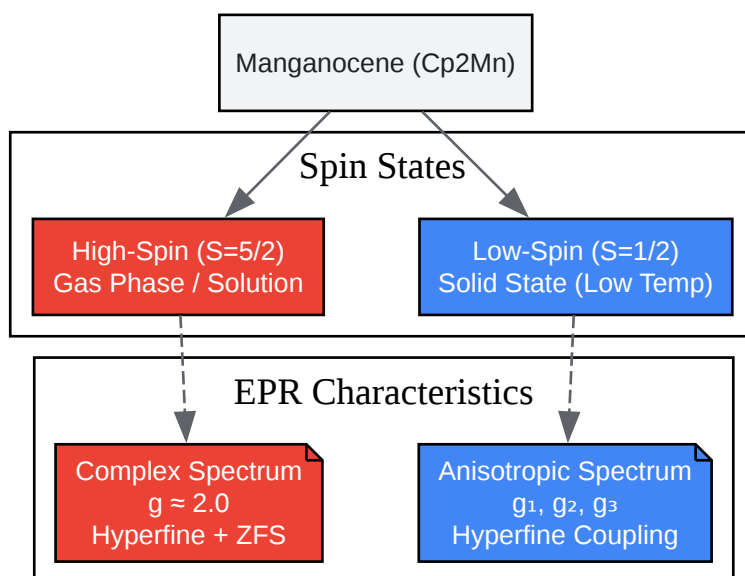 Manganocene (Cp2Mn)
Spin States
High-Spin (S=5/2)
Gas Phase / Solution
Low-Spin (S=1/2)
Solid State (Low Temp)
EPR Characteristics
Complex Spectrum
g ≈ 2.0
Hyperfine + ZFS
Anisotropic Spectrum
g₁, g₂, g₃
Hyperfine Coupling